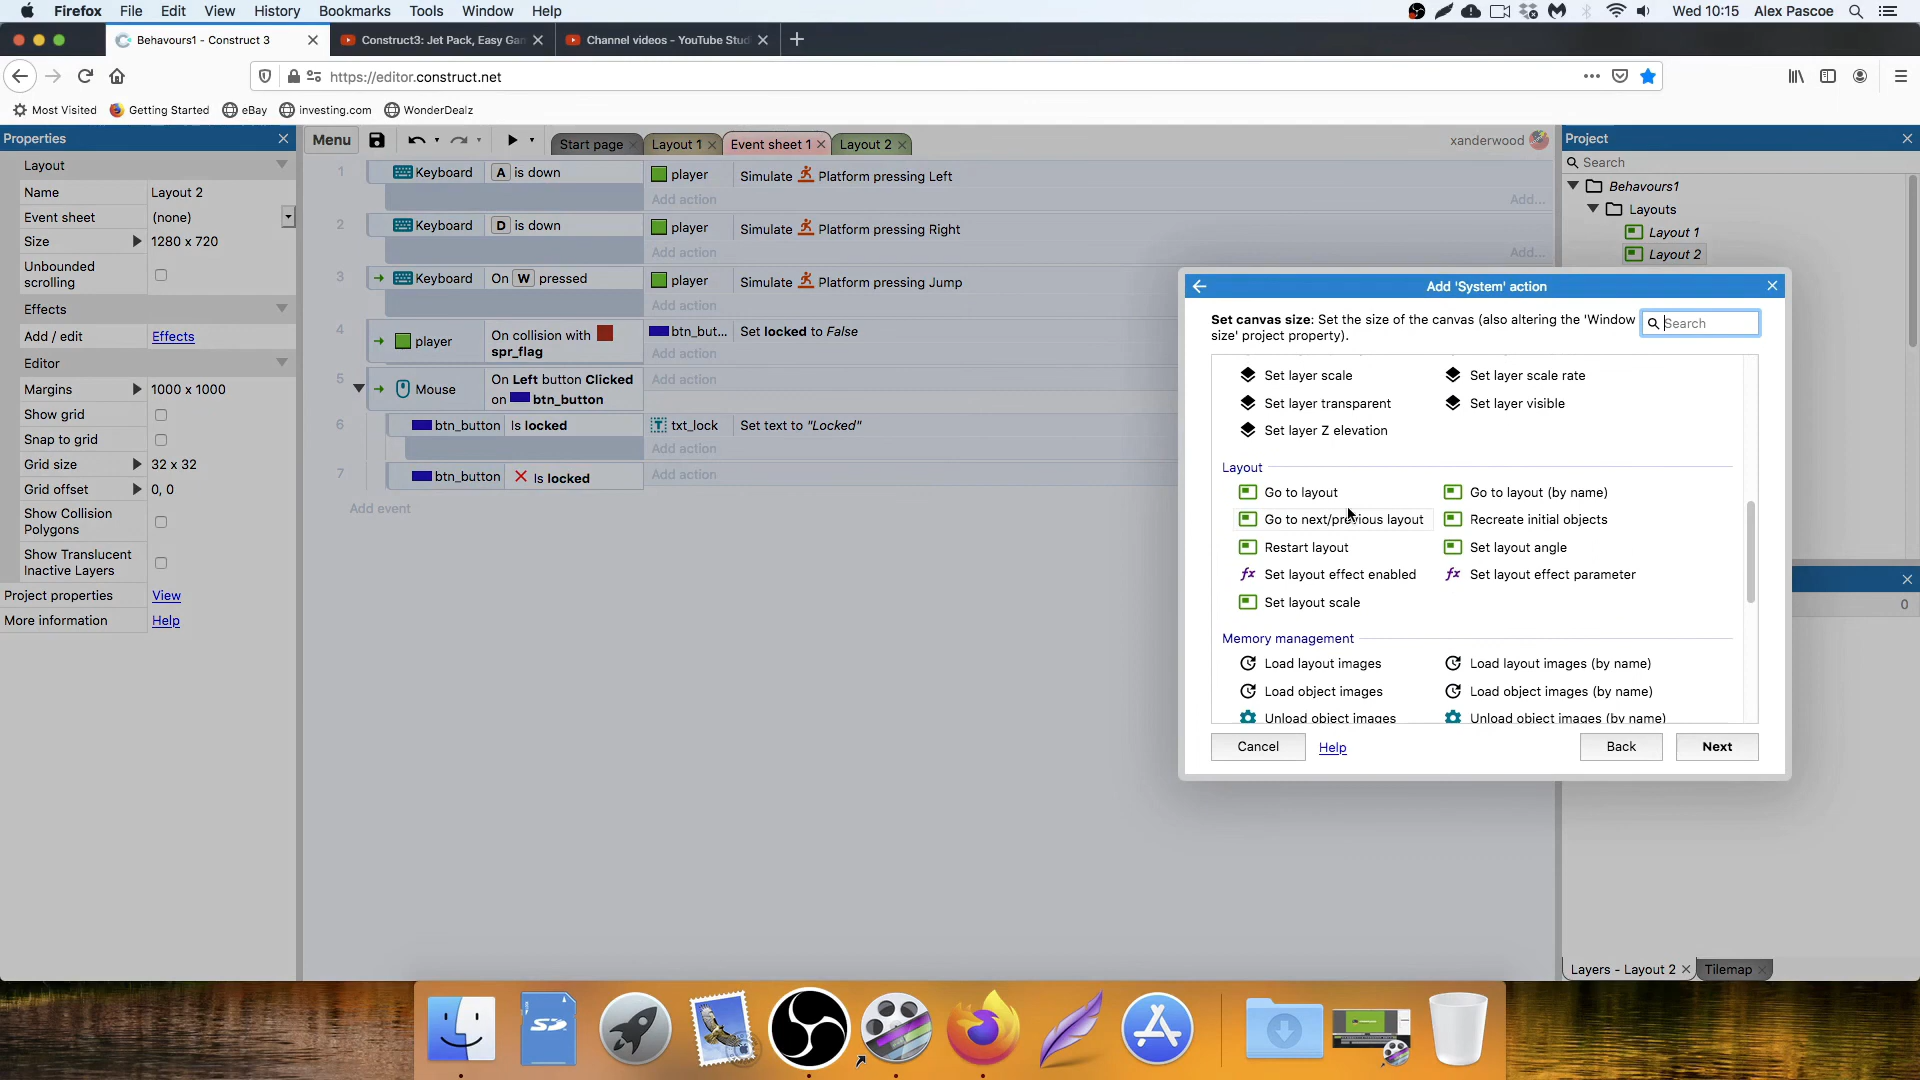 Firefox File Edit View History Bookmarks Tools Window Help Wed 10:15 Alex Pascoe
Behavours1 - Construct 3 Construct3: Jet Pack, Easy Gar Channel videos - YouTube Stud
https://editor.construct.net
Most Visited Getting Started eBay investing.com WonderDealz
Properties
Layout
Name Layout 2
Event sheet (none)
Size 1280 x 720
Unbounded
scrolling
Effects
Add / edit Effects
Editor
Margins 1000 x 1000
Show grid
Snap to grid
Grid size 32 x 32
Grid offset 0, 0
Show Collision
Polygons
Show Translucent
Inactive Layers
Project properties View
More information Help
Menu Start page Layout 1 Event sheet 1 Layout 2 xanderwood
1 Keyboard A is down player Simulate Platform pressing Left
Add action Add...
2 Keyboard D is down player Simulate Platform pressing Right
Add action Add...
3 Keyboard On W pressed player Simulate Platform pressing Jump
Add action
4 player On collision with spr_flag btn_but... Set locked to False
Add action
5 Mouse On Left button Clicked on btn_button Add action
6 btn_button Is locked txt_lock Set text to "Locked"
Add action
7 btn_button Is locked Add action
Add event
Project
Search
Behavours1
Layouts
Layout 1
Layout 2
Add 'System' action
Set canvas size: Set the size of the canvas (also altering the 'Window
size' project property).
Search
Set layer scale Set layer scale rate
Set layer transparent Set layer visible
Set layer Z elevation
Layout
Go to layout Go to layout (by name)
Go to next/previous layout Recreate initial objects
Restart layout Set layout angle
fx Set layout effect enabled fx Set layout effect parameter
Set layout scale
Memory management
Load layout images Load layout images (by name)
Load object images Load object images (by name)
Unload object images Unload object images (by name)
Cancel Help Back Next
0
Layers - Layout 2 Tilemap
SD